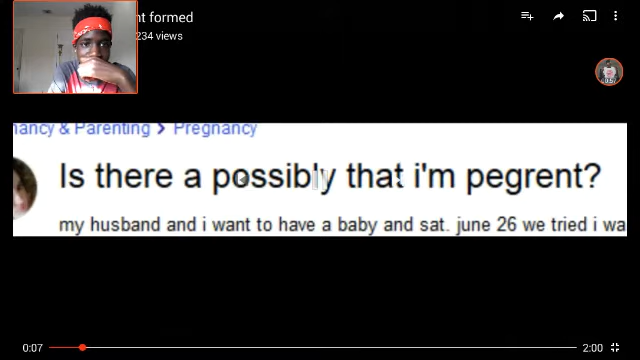 nt formed
234 views
nancy & Parenting > Pregnancy
Is there a possibly that i'm pegrent?
my husband and i want to have a baby and sat. june 26 we tried i wa
0:07
2:00